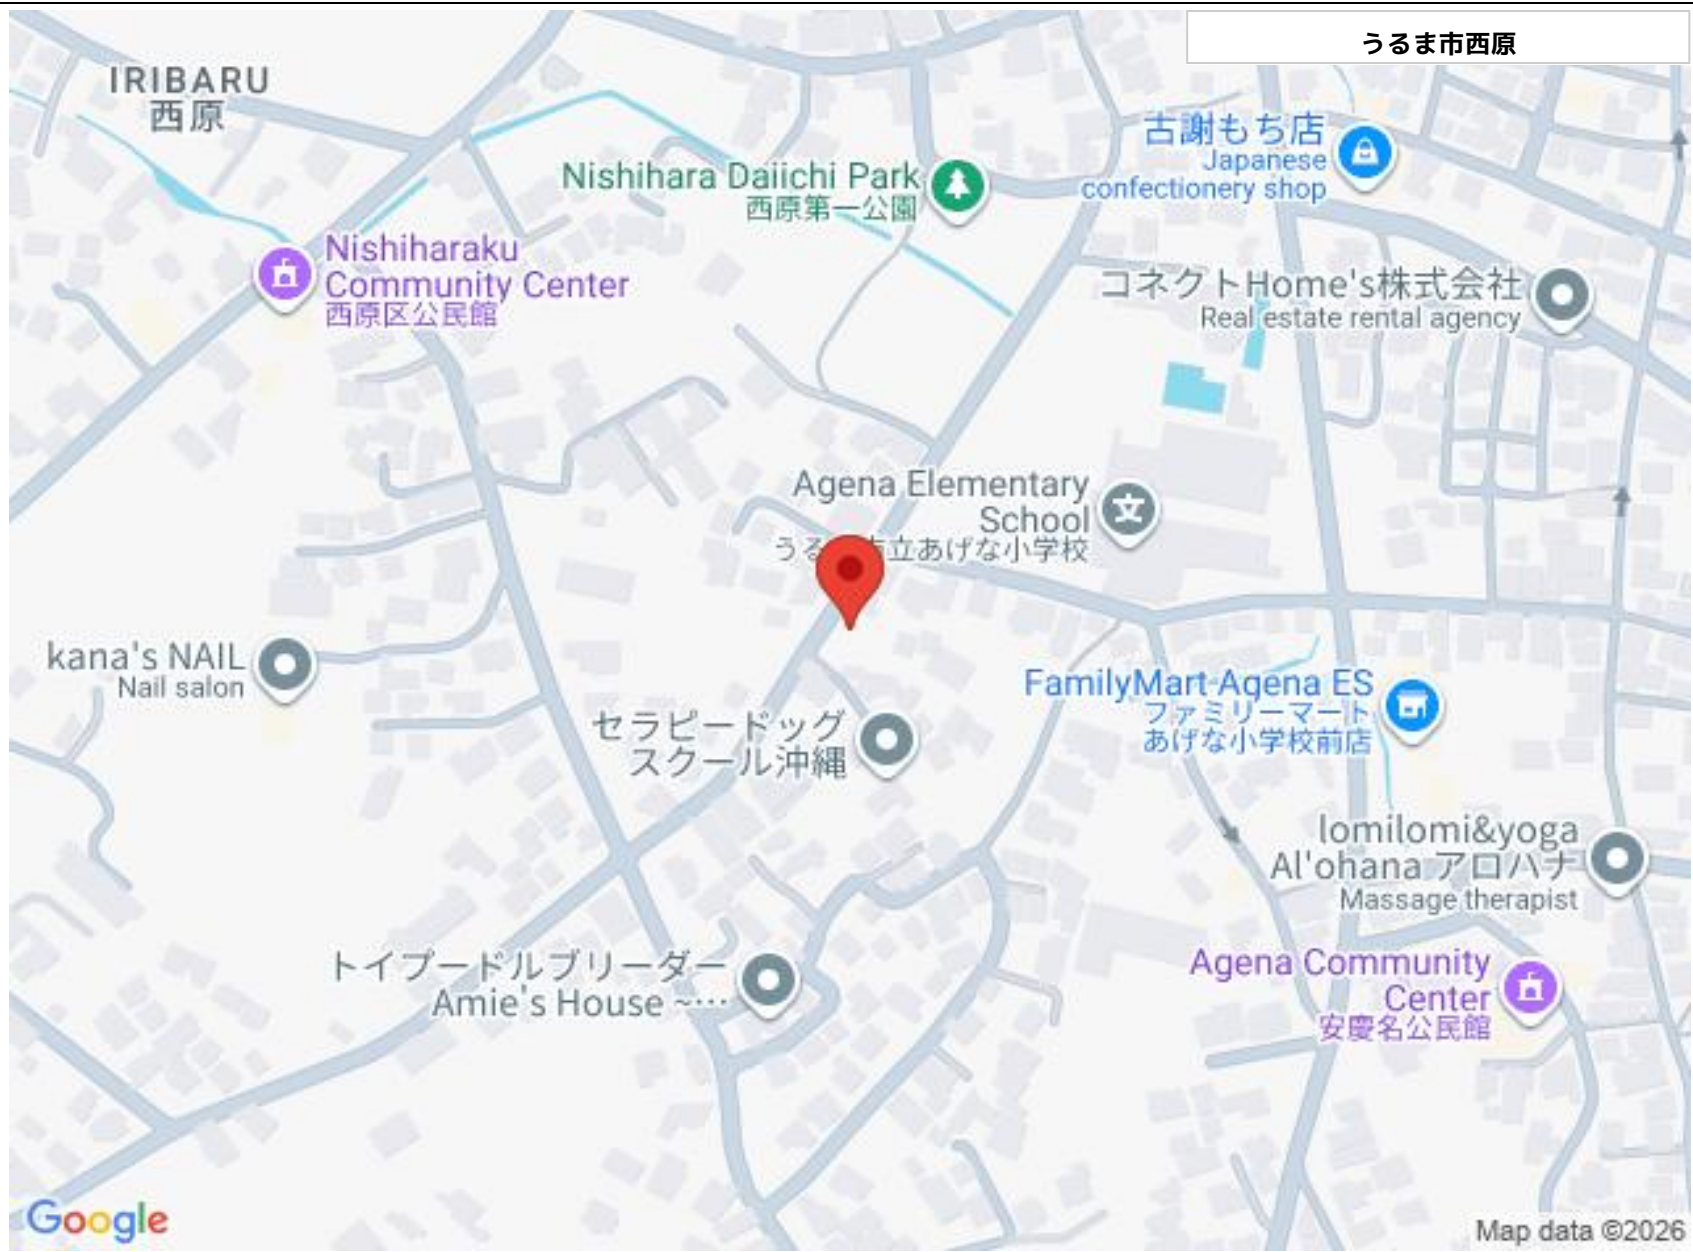 うるま市西原
IRIBARU
西原
古謝もち店
Japanese
confectionery shop
Nishihara Daiichi Park
西原第一公園
Nishiharaku
Community Center
西原区公民館
コネクトHome's株式会社
Real estate rental agency
Agena Elementary
School
うる 市立あげな小学校
kana's NAIL
Nail salon
FamilyMart Agena ES
ファミリーマート
あげな小学校前店
セラピードッグ
スクール沖縄
lomilomi&yoga
Al'ohana アロハナ
Massage therapist
トイプードルブリーダー
Amie's House ~…
Agena Community
Center
安慶名公民館
Google
Map data ©2026